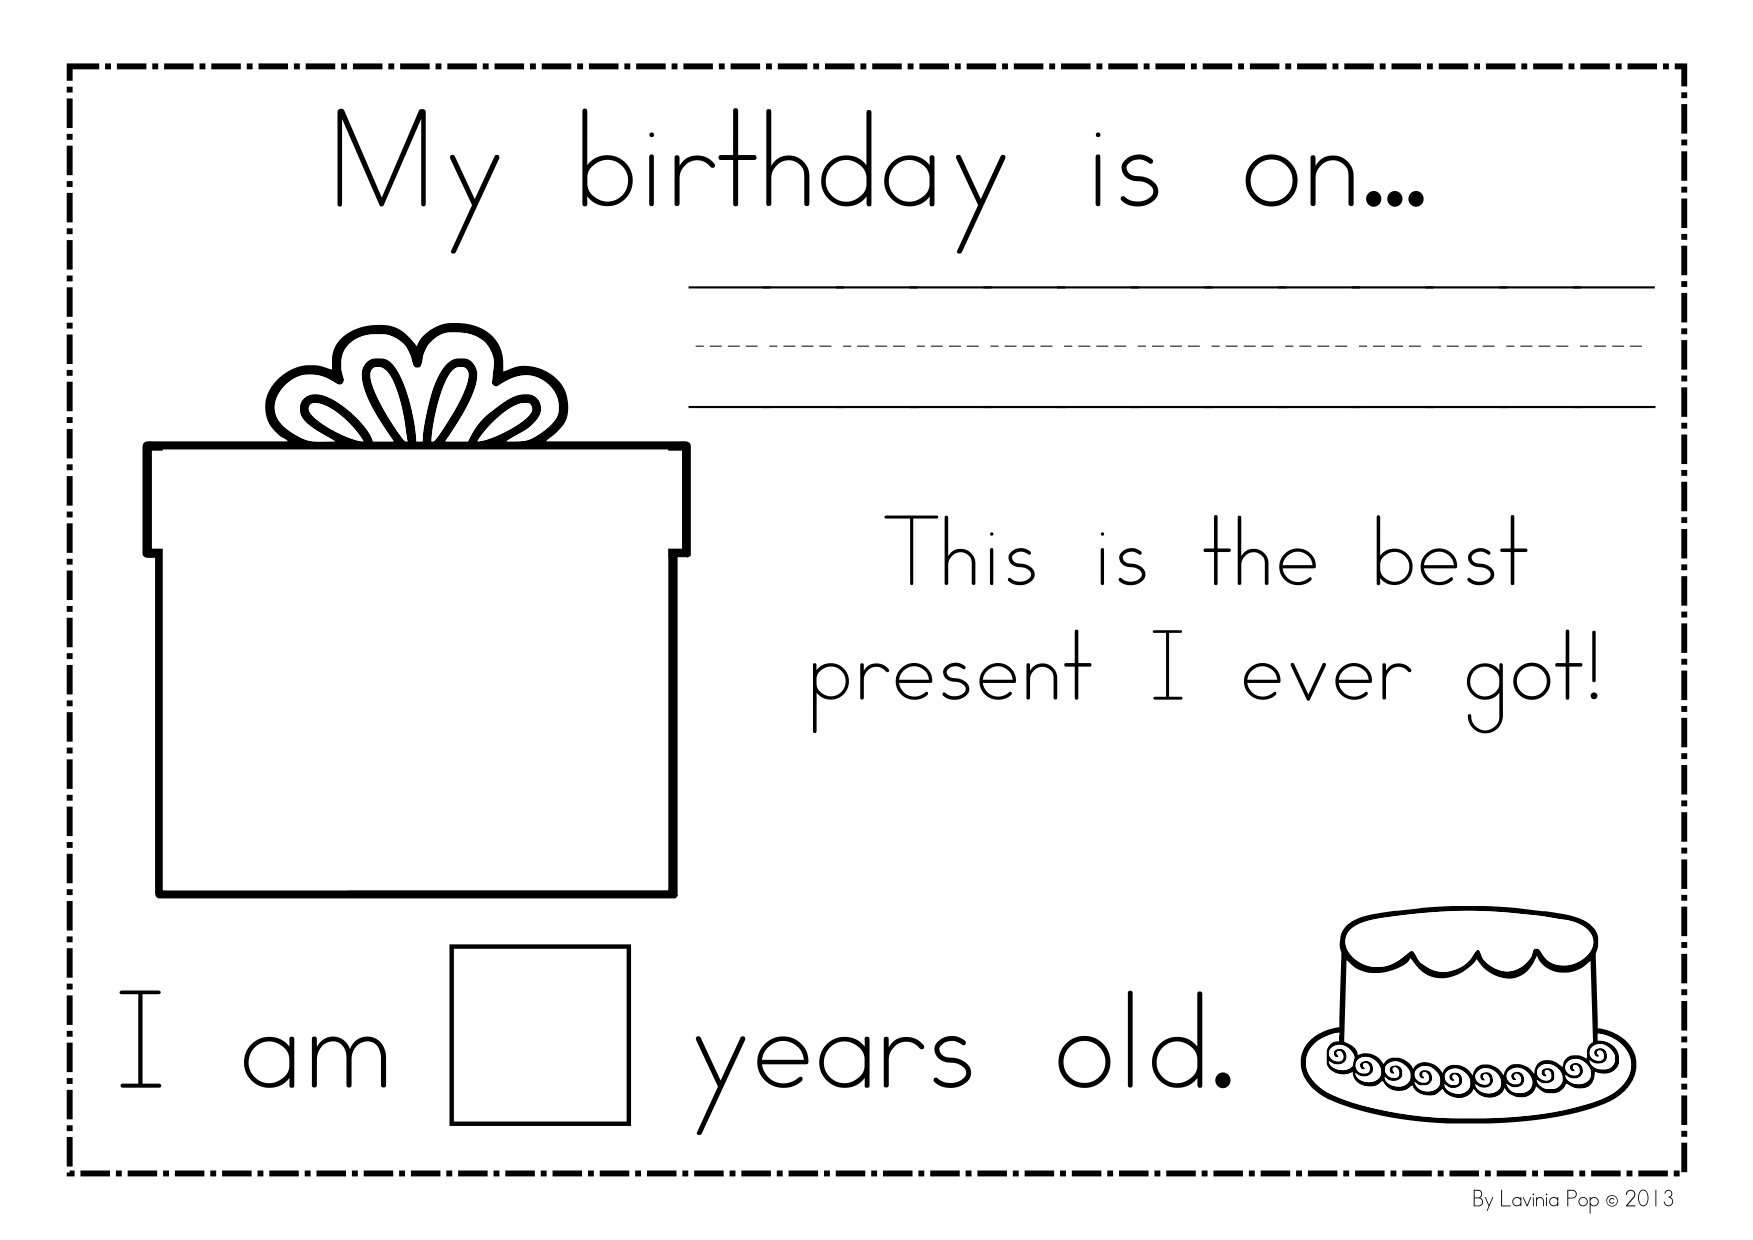 My birthday is on...
This is the best
present I ever got!
I am years old.
By Lavinia Pop © 2013